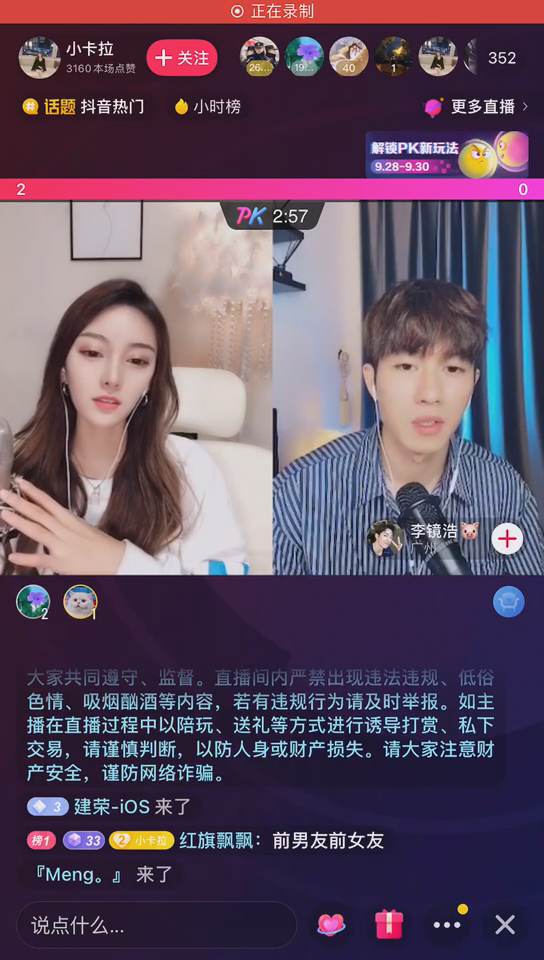 正在录制
小卡拉
3160本场点赞
关注
26...
19...
40
1
352
话题 抖音热门
小时榜
更多直播
解锁PK新玩法
9.28-9.30
2
0
PK 2:57
李镜浩
广州
2
1
大家共同遵守、监督。直播间内严禁出现违法违规、低俗
色情、吸烟酗酒等内容，若有违规行为请及时举报。如主
播在直播过程中以陪玩、送礼等方式进行诱导打赏、私下
交易，请谨慎判断，以防人身或财产损失。请大家注意财
产安全，谨防网络诈骗。
3 建荣-iOS 来了
榜1 33 2 小卡拉 红旗飘飘：前男友前女友
『Meng。』 来了
说点什么...